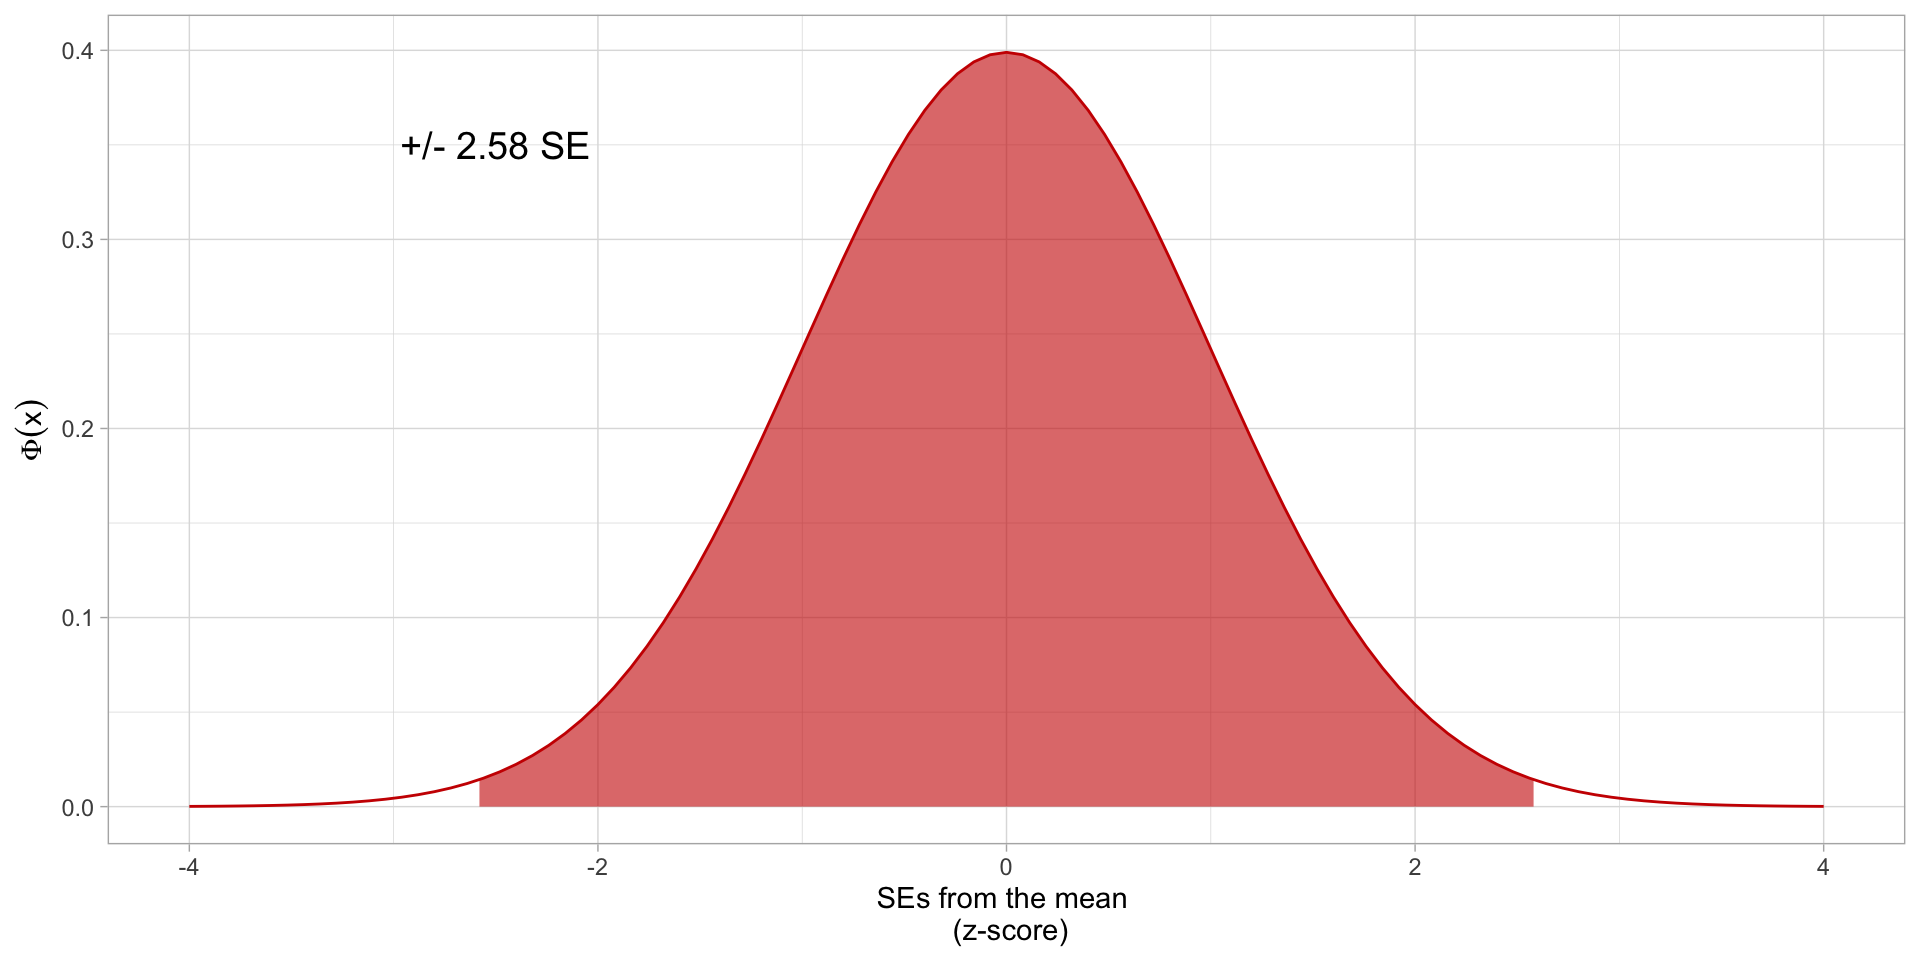 +/- 2.58 SE
Φ(x)
0.4
0.3
0.2
0.1
0.0
-4 -2 0 2 4
SEs from the mean
(z-score)